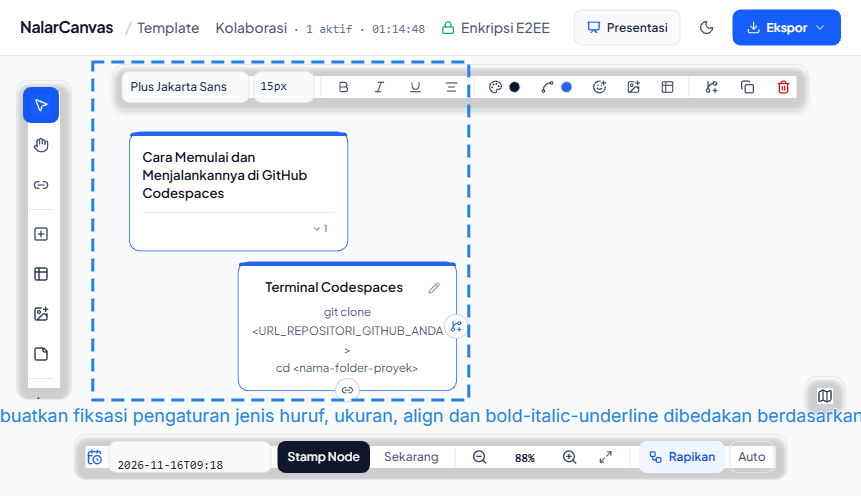 NalarCanvas / Template Kolaborasi · 1 aktif · 01:14:48 Enkripsi E2EE Presentasi Ekspor
Plus Jakarta Sans 15px B I U
Cara Memulai dan
Menjalankannya di GitHub
Codespaces
1
Terminal Codespaces
git clone
<URL_REPOSITORI_GITHUB_ANDA
>
cd <nama-folder-proyek>
buatkan fiksasi pengaturan jenis huruf, ukuran, align dan bold-italic-underline dibedakan berdasarkan
2026-11-16T09:18 Stamp Node Sekarang 88% Rapikan Auto